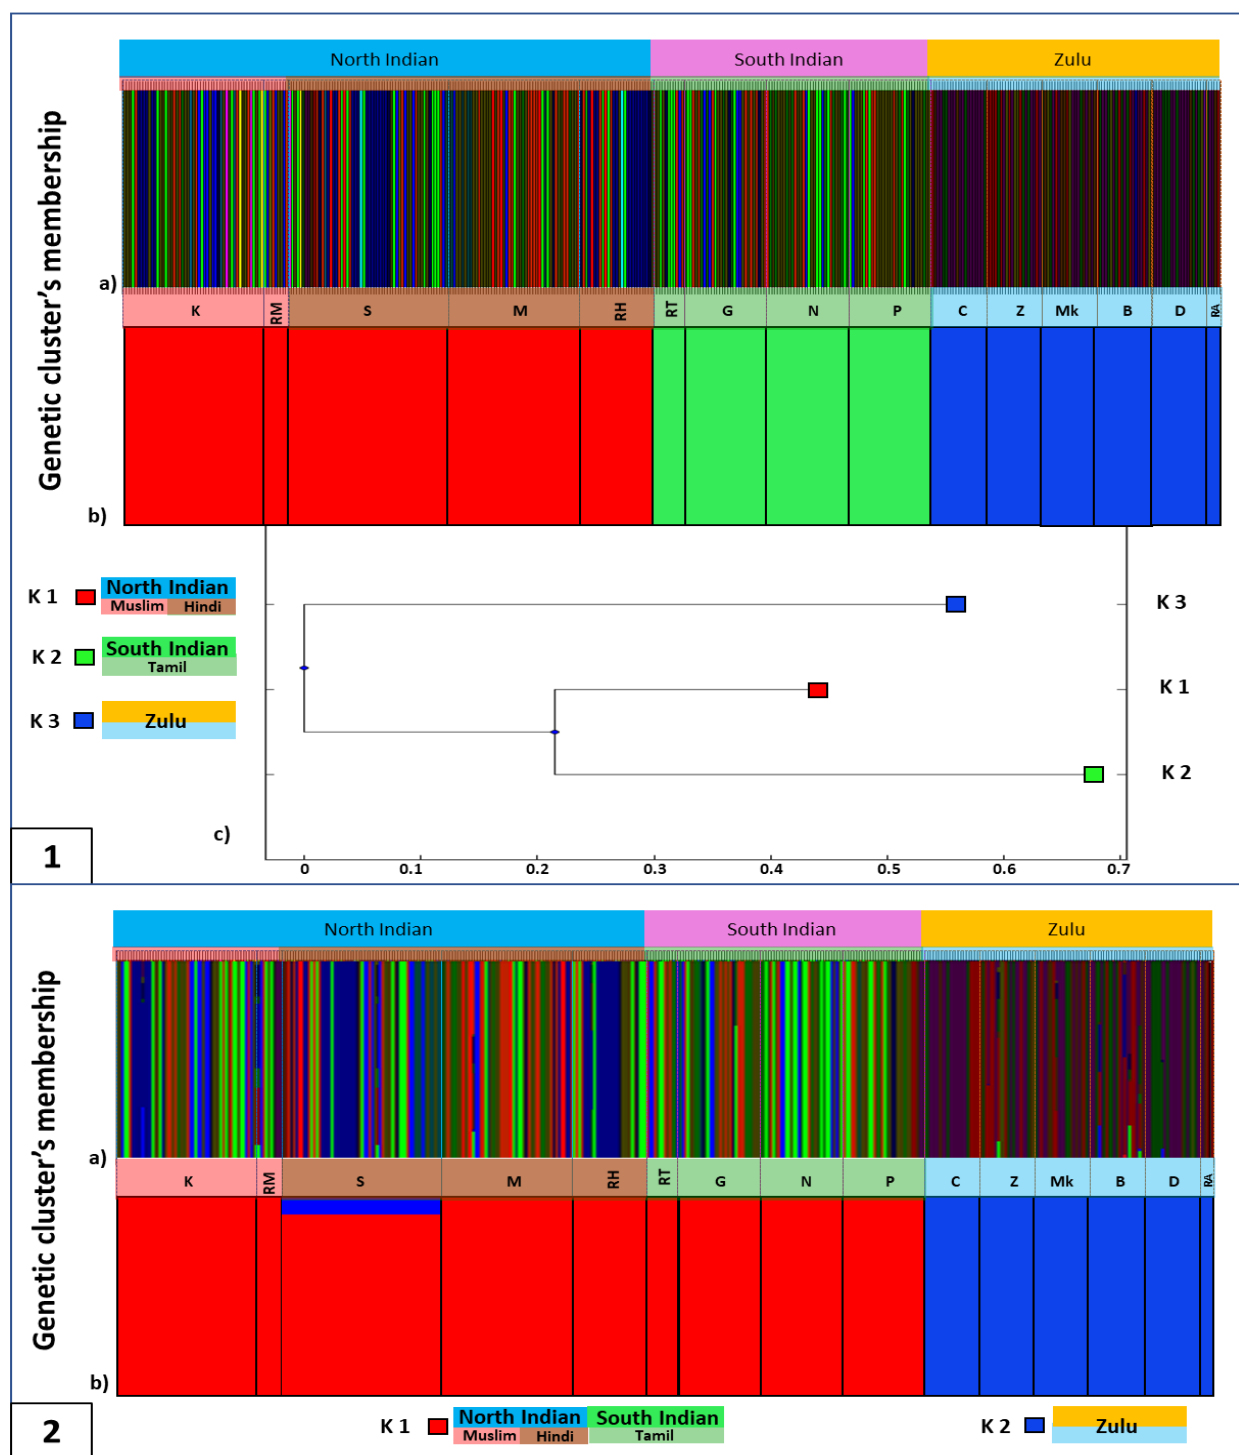 North Indian South Indian Zulu
Genetic cluster's membership
a)
K RM S M RH RT G N P C Z Mk B D RA
b)
K 1 North Indian
Muslim Hindi
K 2 South Indian
Tamil
K 3 Zulu
K 3
K 1
K 2
c)
0 0.1 0.2 0.3 0.4 0.5 0.6 0.7
1
North Indian South Indian Zulu
Genetic cluster's membership
a)
K RM S M RH RT G N P C Z Mk B D RA
b)
K 1 North Indian South Indian K 2 Zulu
Muslim Hindi Tamil
2